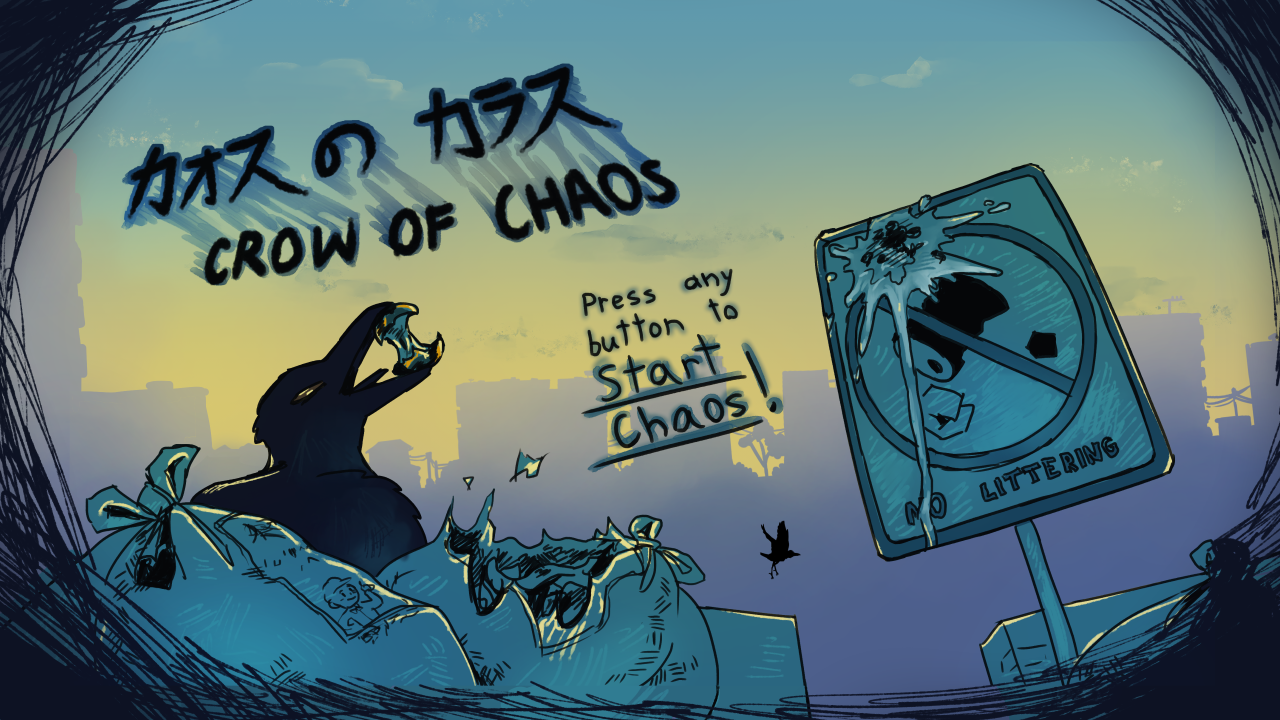 カオス の カラス
CROW OF CHAOS
Press any
button to
Start
Chaos!
NO LITTERING